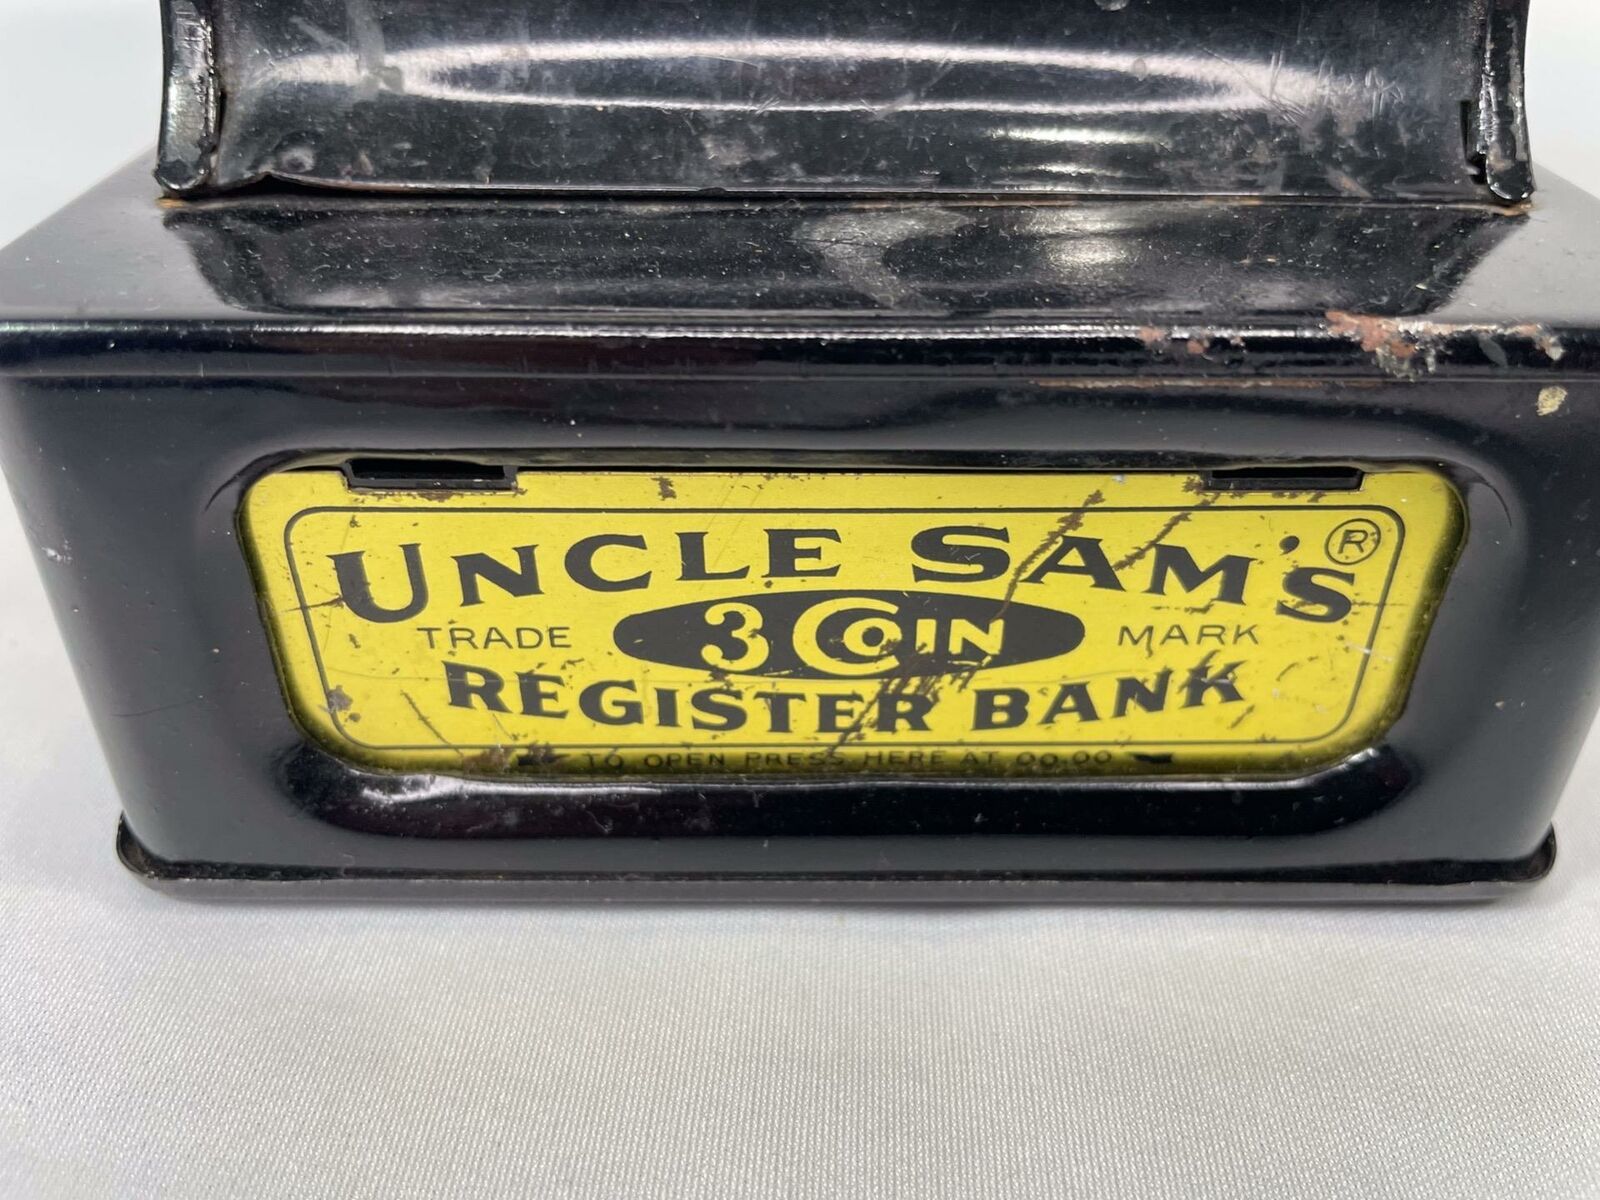 UNCLE SAM'S ®
TRADE 3 COIN MARK
REGISTER BANK
TO OPEN PRESS HERE AT 00.00